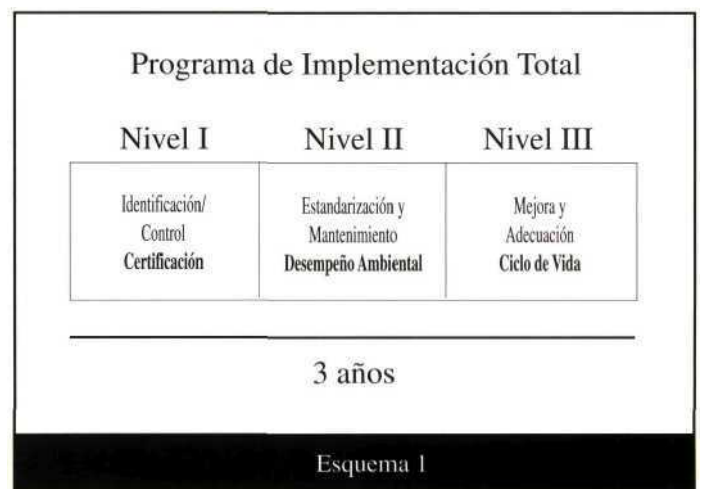 Programa de Implementación Total
Nivel I Nivel II Nivel III
Identificación/ Estandarización y Mejora y
Control Mantenimiento Adecuación
Certificación Desempeño Ambiental Ciclo de Vida
3 años
Esquema 1